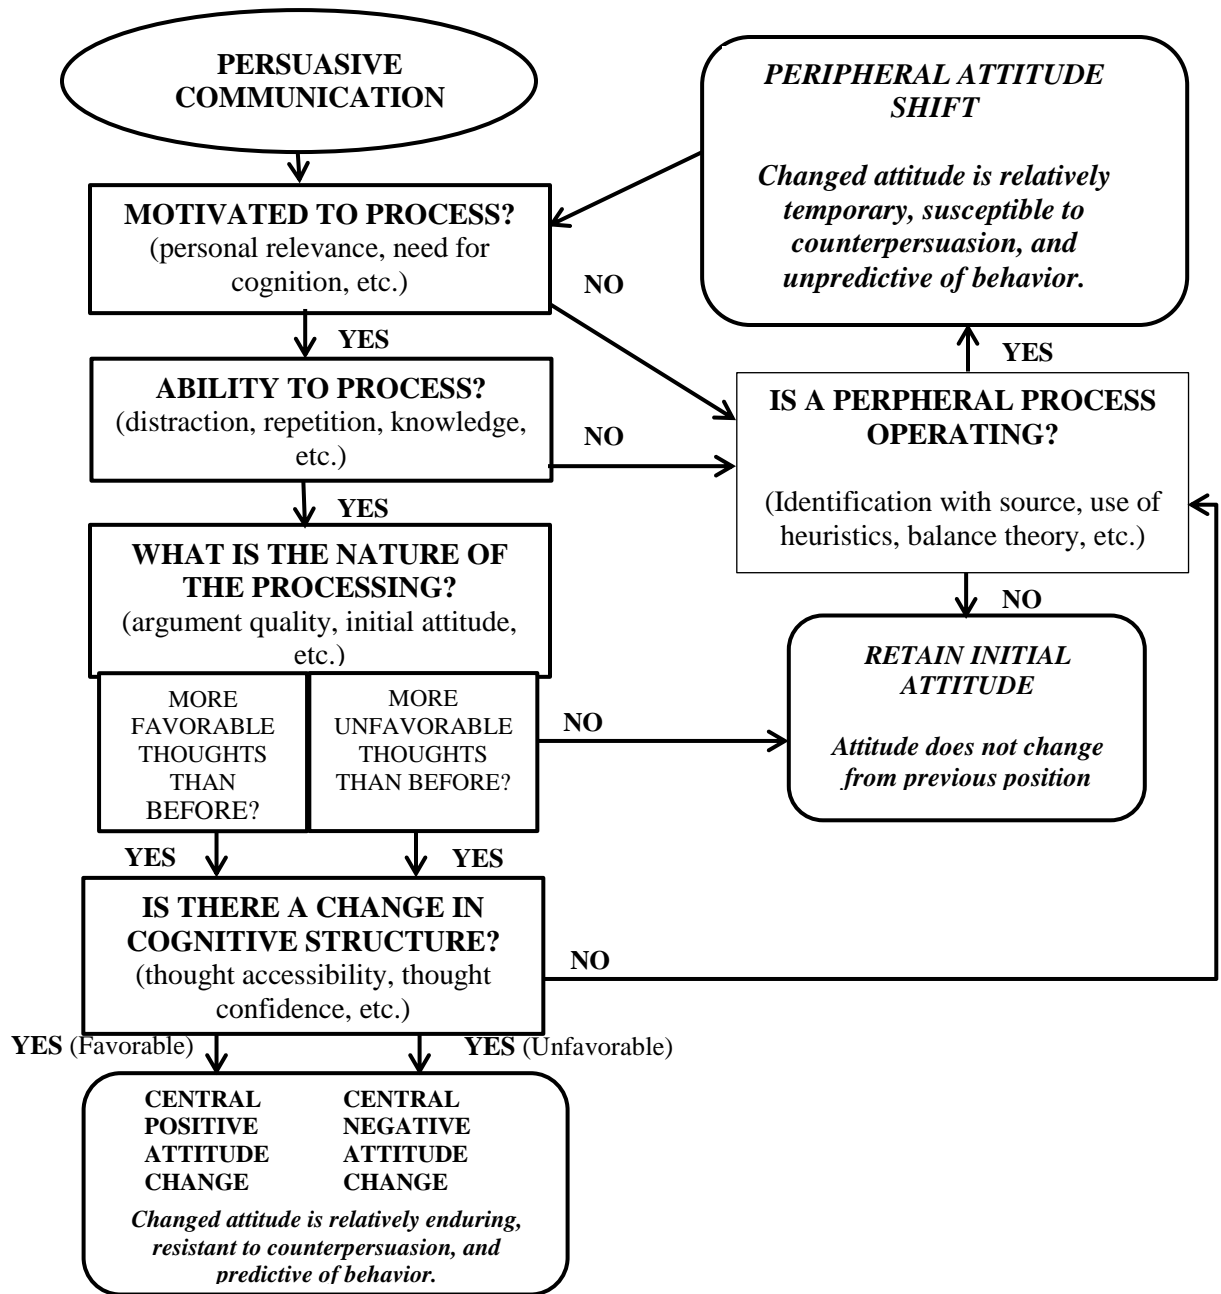 PERSUASIVE
COMMUNICATION
PERIPHERAL ATTITUDE
SHIFT
Changed attitude is relatively
temporary, susceptible to
counterpersuasion, and
unpredictive of behavior.
MOTIVATED TO PROCESS?
(personal relevance, need for
cognition, etc.)
NO
YES
YES
ABILITY TO PROCESS?
(distraction, repetition, knowledge,
etc.)
NO
IS A PERPHERAL PROCESS
OPERATING?
(Identification with source, use of
heuristics, balance theory, etc.)
YES
NO
WHAT IS THE NATURE OF
THE PROCESSING?
(argument quality, initial attitude,
etc.)
MORE
FAVORABLE
THOUGHTS
THAN
BEFORE?
MORE
UNFAVORABLE
THOUGHTS
THAN BEFORE?
NO
RETAIN INITIAL
ATTITUDE
Attitude does not change
from previous position
YES
YES
IS THERE A CHANGE IN
COGNITIVE STRUCTURE?
(thought accessibility, thought
confidence, etc.)
NO
YES (Favorable)
YES (Unfavorable)
CENTRAL
POSITIVE
ATTITUDE
CHANGE
CENTRAL
NEGATIVE
ATTITUDE
CHANGE
Changed attitude is relatively enduring,
resistant to counterpersuasion, and
predictive of behavior.